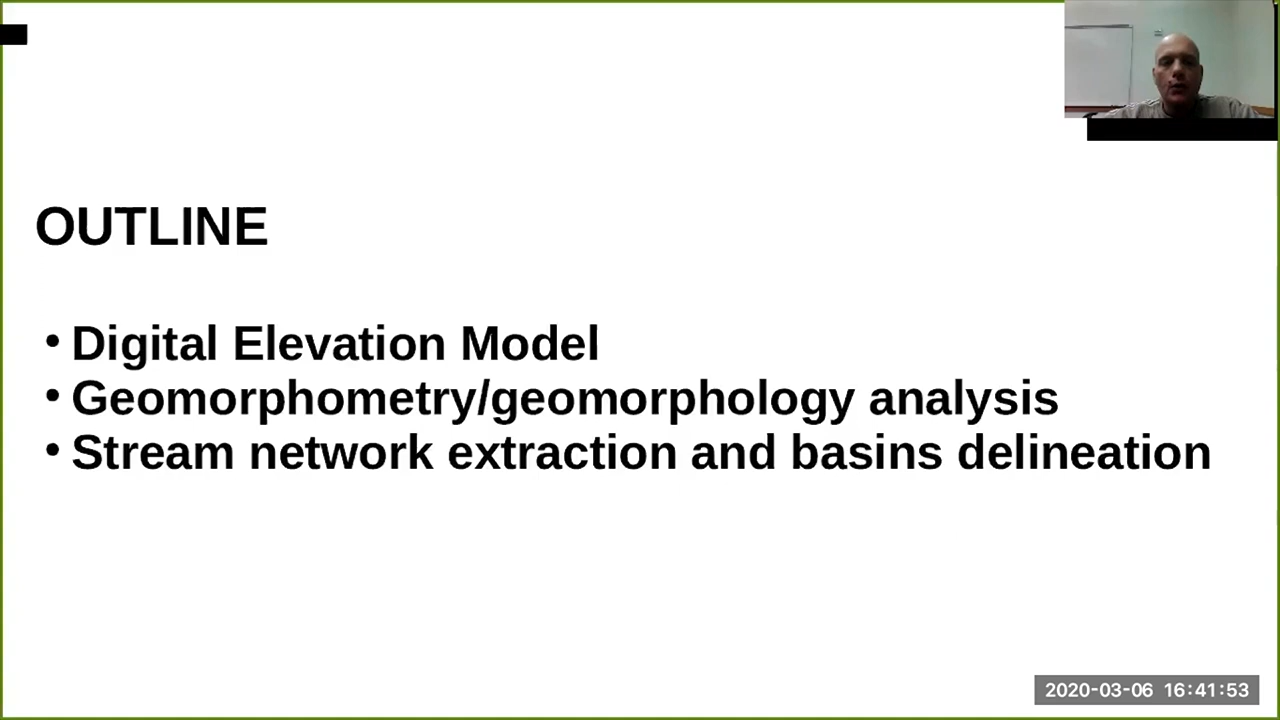 OUTLINE
• Digital Elevation Model
• Geomorphometry/geomorphology analysis
• Stream network extraction and basins delineation
2020-03-06 16:41:53